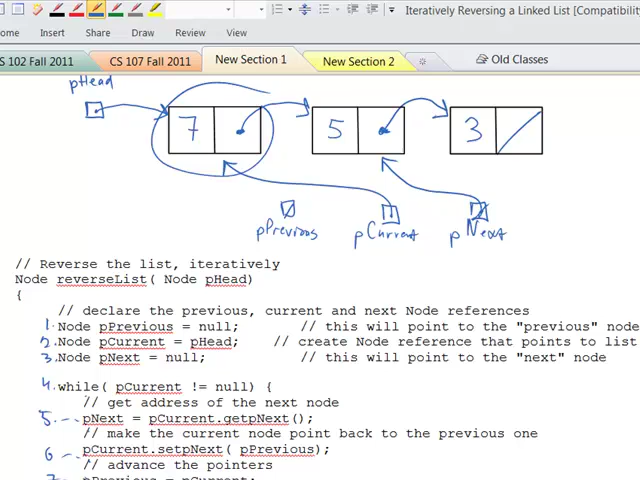 Iteratively Reversing a Linked List [Compatibility
Insert Share Draw Review View
CS 102 Fall 2011 CS 107 Fall 2011 New Section 1 New Section 2 Old Classes
pHead
7 5 3
pPrevious pCurrent pNext
// Reverse the list, iteratively
Node reverseList( Node pHead)
{
// declare the previous, current and next Node references
1. Node pPrevious = null; // this will point to the "previous" node
2. Node pCurrent = pHead; // create Node reference that points to list
3. Node pNext = null; // this will point to the "next" node
4. while( pCurrent != null) {
// get address of the next node
5. pNext = pCurrent.getpNext();
// make the current node point back to the previous one
6 pCurrent.setpNext( pPrevious);
// advance the pointers
7 pPrevious = pCurrent;